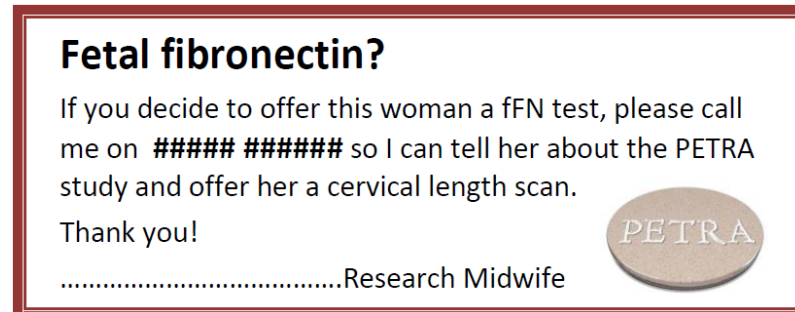 Fetal fibronectin?
If you decide to offer this woman a fFN test, please call
me on ##### ###### so I can tell her about the PETRA
study and offer her a cervical length scan.
Thank you!
PETRA
........................................Research Midwife